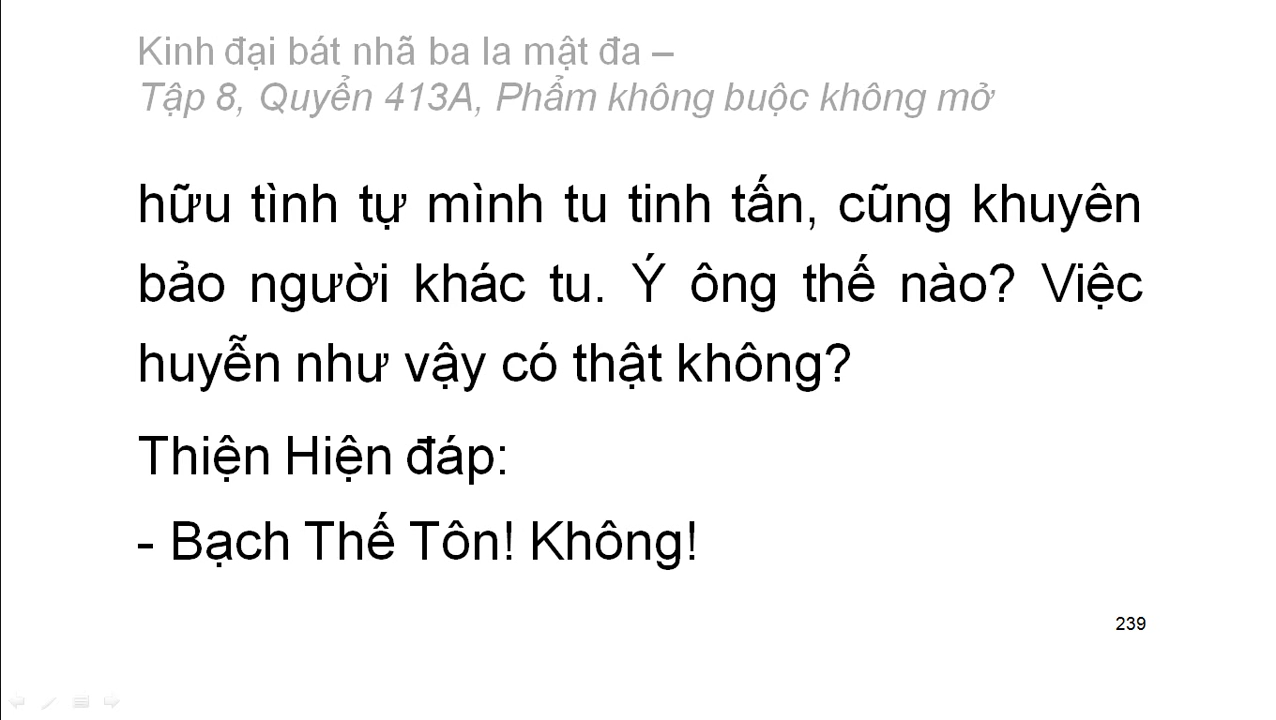 Kinh đại bát nhã ba la mật đa –
Tập 8, Quyển 413A, Phẩm không buộc không mở
hữu tình tự mình tu tinh tấn, cũng khuyên
bảo người khác tu. Ý ông thế nào? Việc
huyễn như vậy có thật không?
Thiện Hiện đáp:
- Bạch Thế Tôn! Không!
239